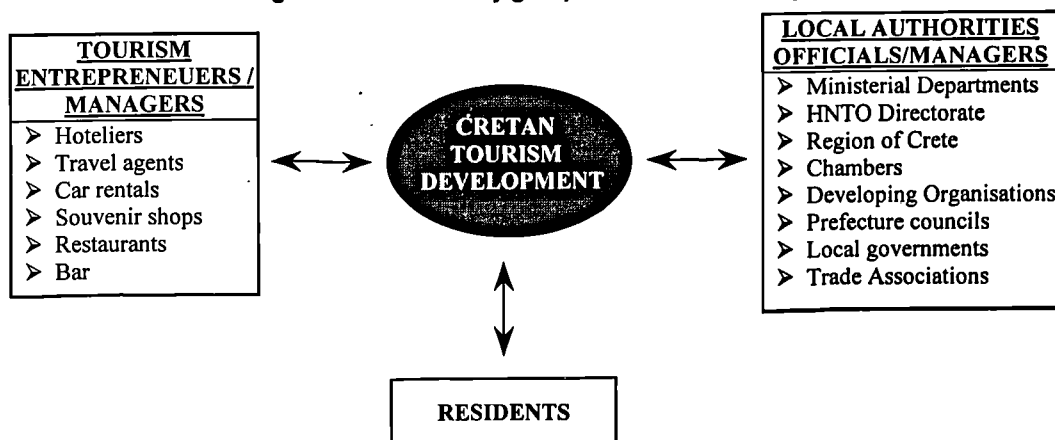 TOURISM
ENTREPRENEUERS /
MANAGERS
➢ Hoteliers
➢ Travel agents
➢ Car rentals
➢ Souvenir shops
➢ Restaurants
➢ Bar
CRETAN
TOURISM
DEVELOPMENT
LOCAL AUTHORITIES
OFFICIALS/MANAGERS
➢ Ministerial Departments
➢ HNTO Directorate
➢ Region of Crete
➢ Chambers
➢ Developing Organisations
➢ Prefecture councils
➢ Local governments
➢ Trade Associations
RESIDENTS